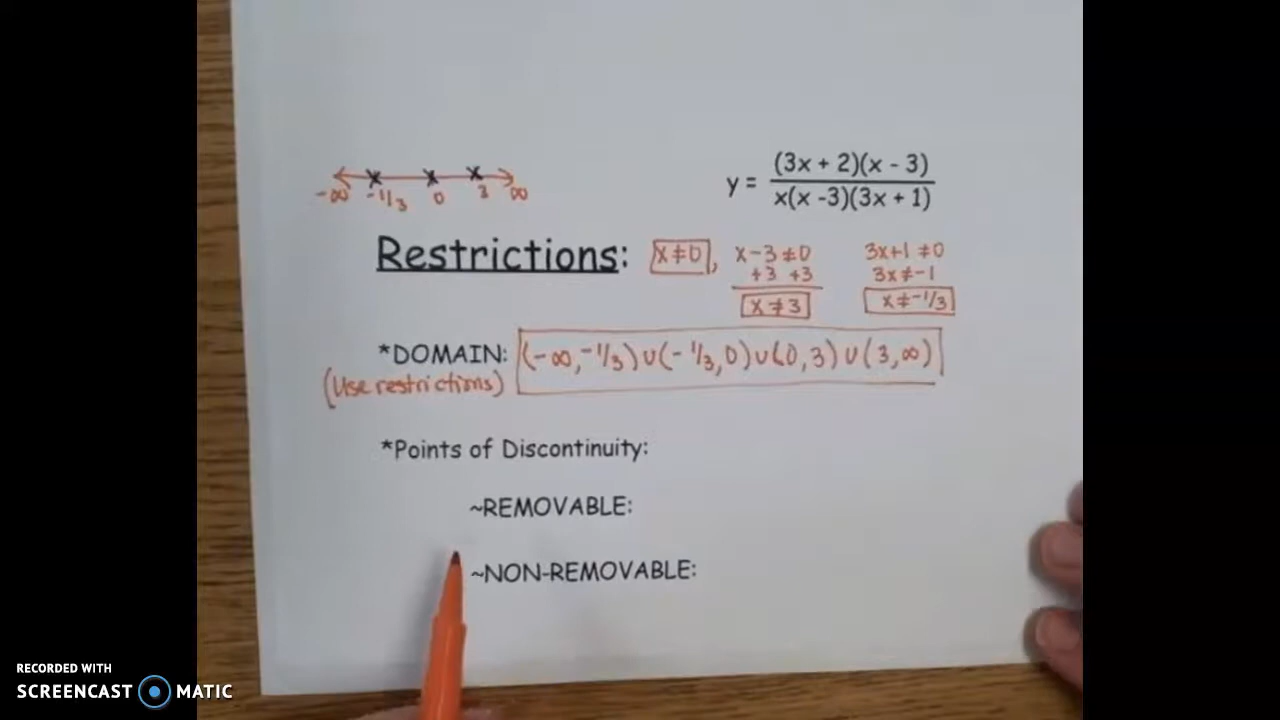 y = (3x + 2)(x - 3)
x(x -3)(3x + 1)
-∞ -1/3 0 3 ∞
Restrictions: x≠0, x-3≠0 3x+1≠0
+3 +3 3x≠-1
x≠3 x≠-1/3
*DOMAIN: (-∞,-1/3)∪(-1/3,0)∪(0,3)∪(3,∞)
(Use restrictions)
*Points of Discontinuity:
~REMOVABLE:
~NON-REMOVABLE:
RECORDED WITH
SCREENCAST MATIC